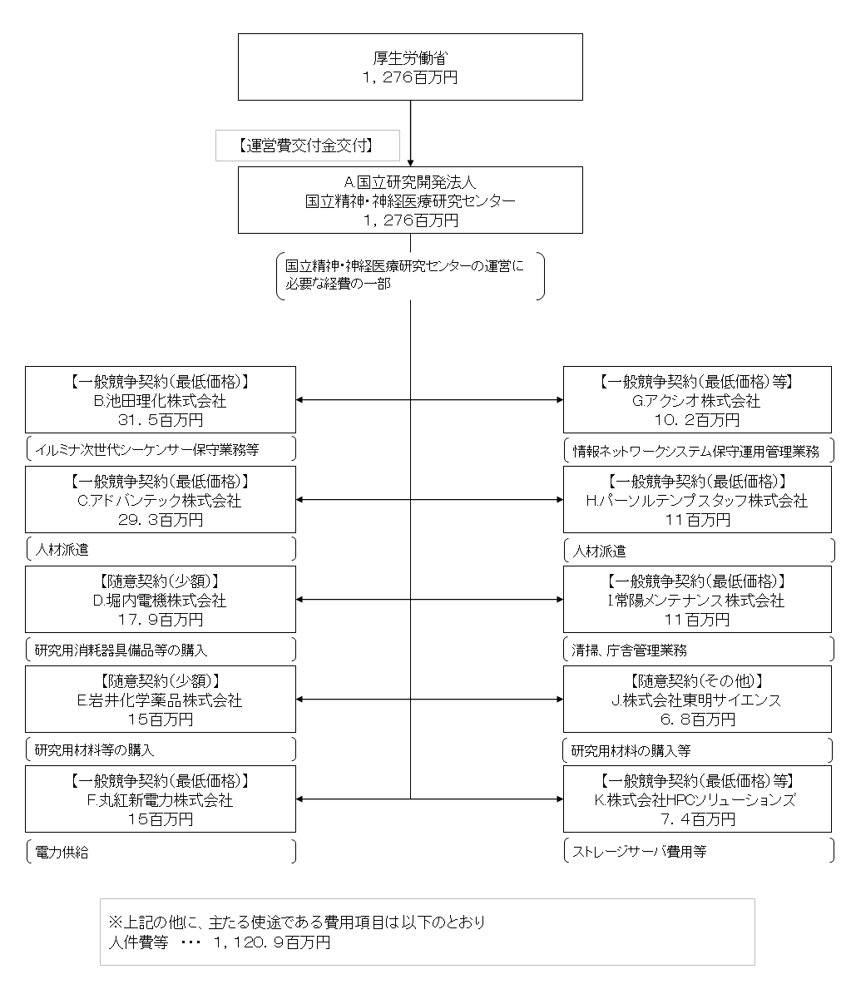 厚生労働省
１，２７６百万円
【運営費交付金交付】
A.国立研究開発法人
国立精神・神経医療研究センター
１，２７６百万円
国立精神・神経医療研究センターの運営に
必要な経費の一部
【一般競争契約（最低価格）】
B.池田理化株式会社
３１．５百万円
イルミナ次世代シーケンサー保守業務等
【一般競争契約（最低価格）】
C.アドバンテック株式会社
２９．３百万円
人材派遣
【随意契約（少額）】
D.堀内電機株式会社
１７．９百万円
研究用消耗器具備品等の購入
【随意契約（少額）】
E.岩井化学薬品株式会社
１５百万円
研究用材料等の購入
【一般競争契約（最低価格）】
F.丸紅新電力株式会社
１５百万円
電力供給
【一般競争契約（最低価格）等】
G.アクシオ株式会社
１０．２百万円
情報ネットワークシステム保守運用管理業務
【一般競争契約（最低価格）】
H.パーソルテンプスタッフ株式会社
１１百万円
人材派遣
【一般競争契約（最低価格）】
I.常陽メンテナンス株式会社
１１百万円
清掃、庁舎管理業務
【随意契約（その他）】
J.株式会社東明サイエンス
６．８百万円
研究用材料の購入等
【一般競争契約（最低価格）等】
K.株式会社HPCソリューションズ
７．４百万円
ストレージサーバ費用等
※上記の他に、主たる使途である費用項目は以下のとおり
人件費等　・・・　１，１２０．９百万円